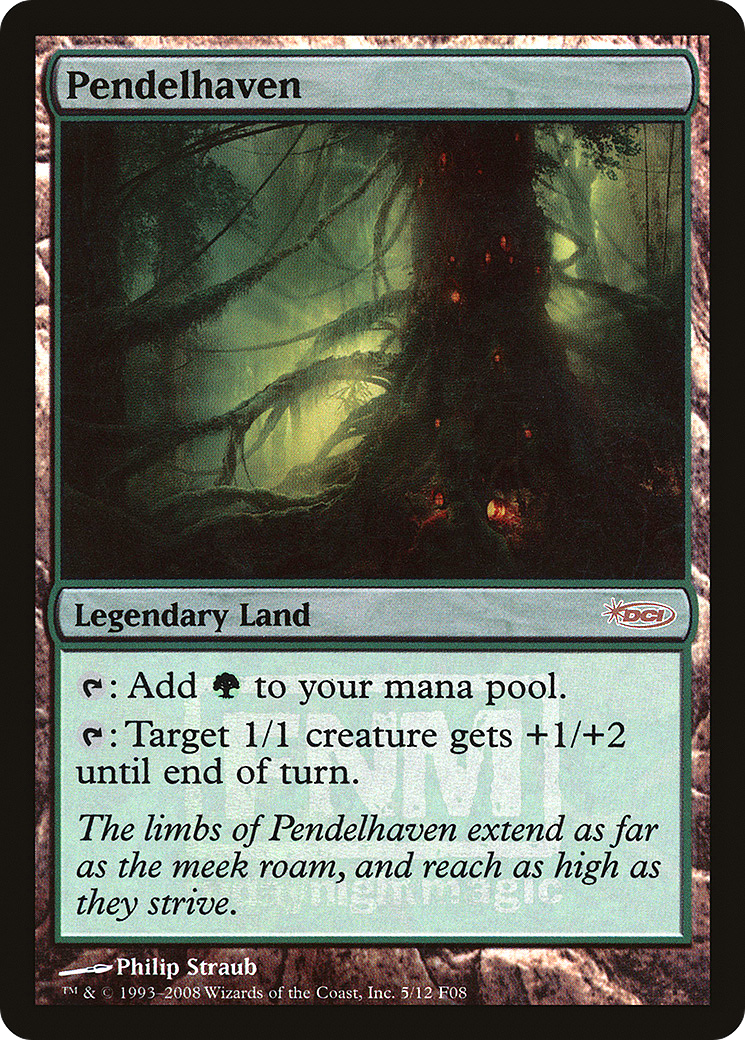 Pendelhaven
Legendary Land
DCI
: Add to your mana pool.
: Target 1/1 creature gets +1/+2
until end of turn.
FNM
The limbs of Pendelhaven extend as far
as the meek roam, and reach as high as
they strive.
Philip Straub
™ & © 1993–2008 Wizards of the Coast, Inc. 5/12 F08